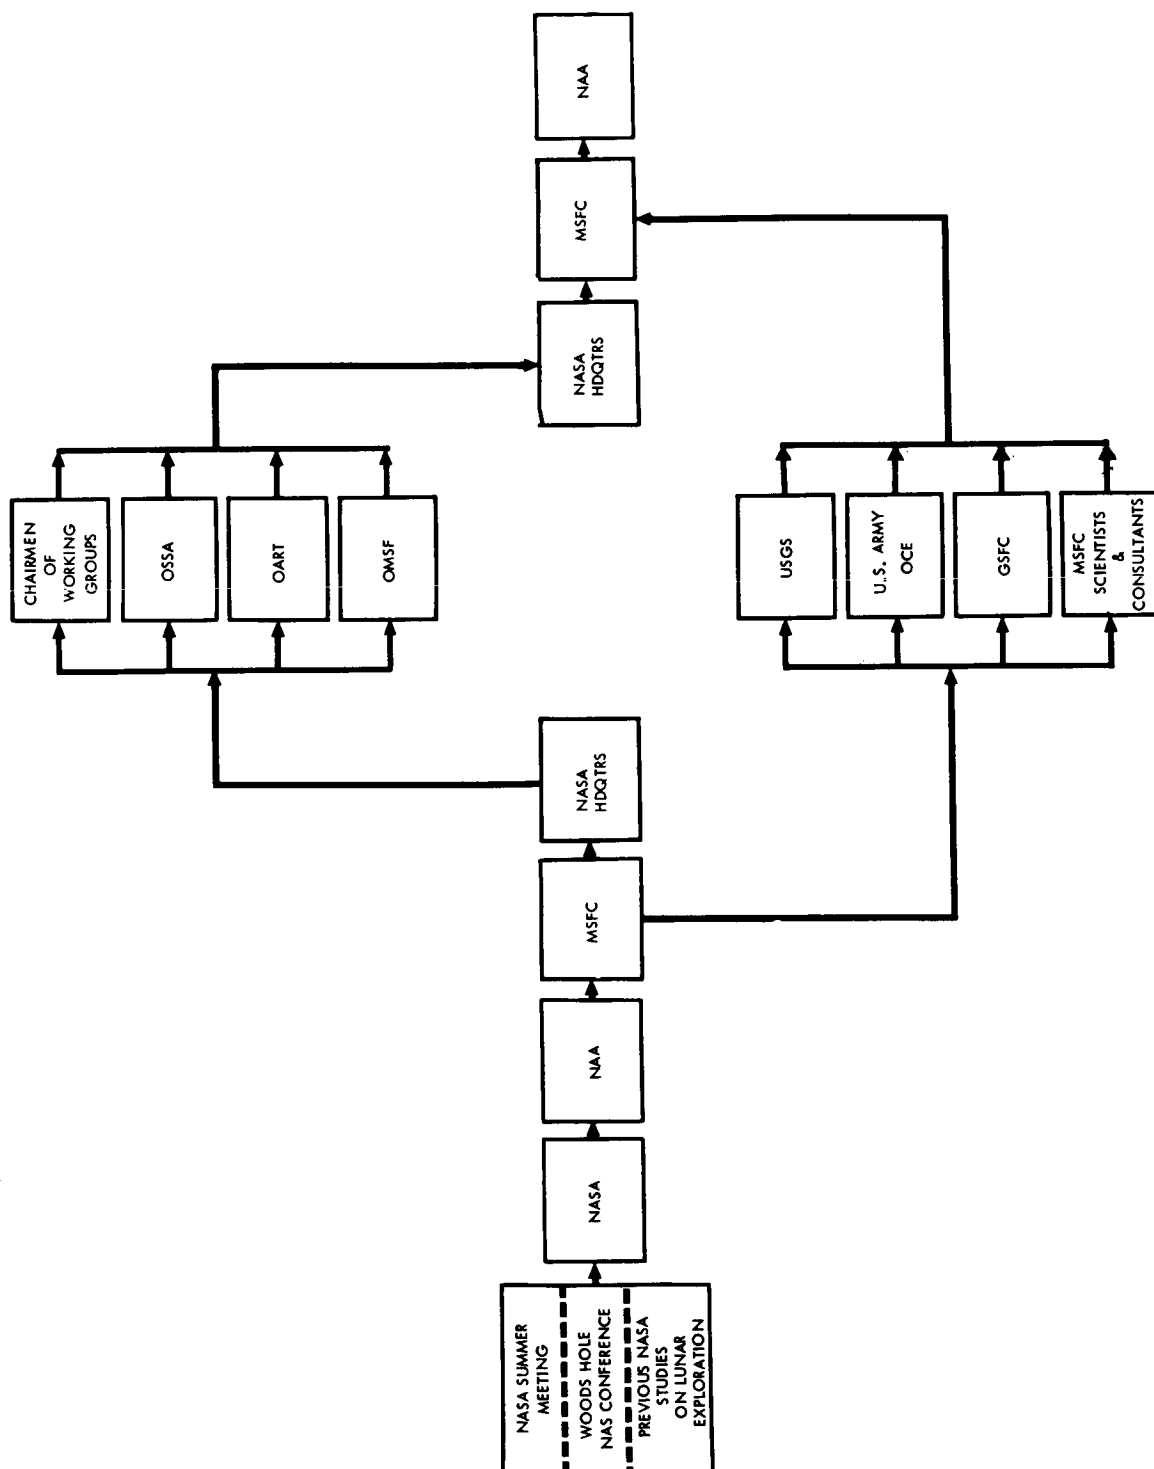 NASA SUMMER
MEETING
WOODS HOLE
NAS CONFERENCE
PREVIOUS NASA
STUDIES
ON LUNAR
EXPLORATION
NASA
NAA
MSFC
NASA
HDQTRS
CHAIRMEN
OF
WORKING
GROUPS
OSSA
OART
OMSF
USGS
U.S. ARMY
OCE
GSFC
MSFC
SCIENTISTS
&
CONSULTANTS
NASA
HDQTRS
MSFC
NAA